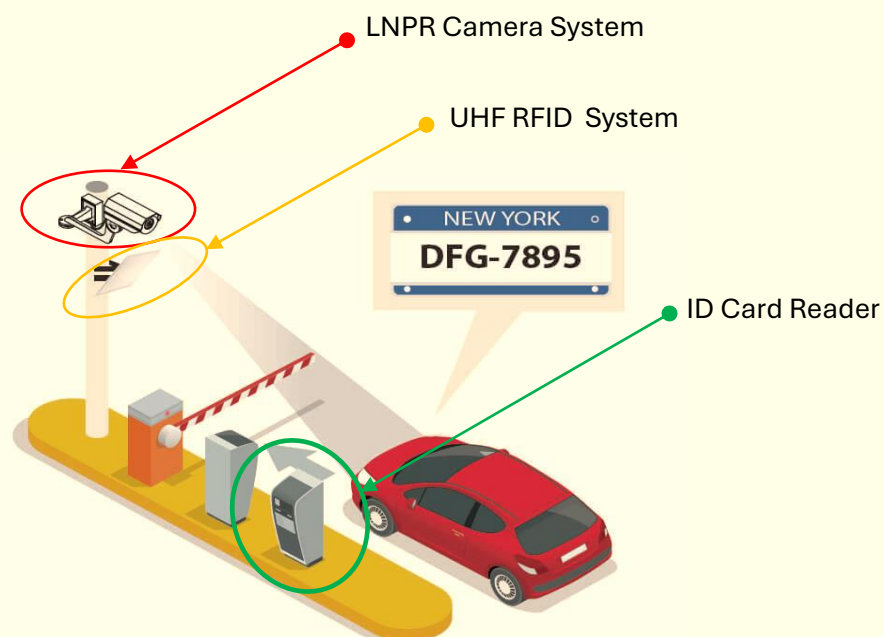 LNPR Camera System
UHF RFID System
NEW YORK
DFG-7895
ID Card Reader